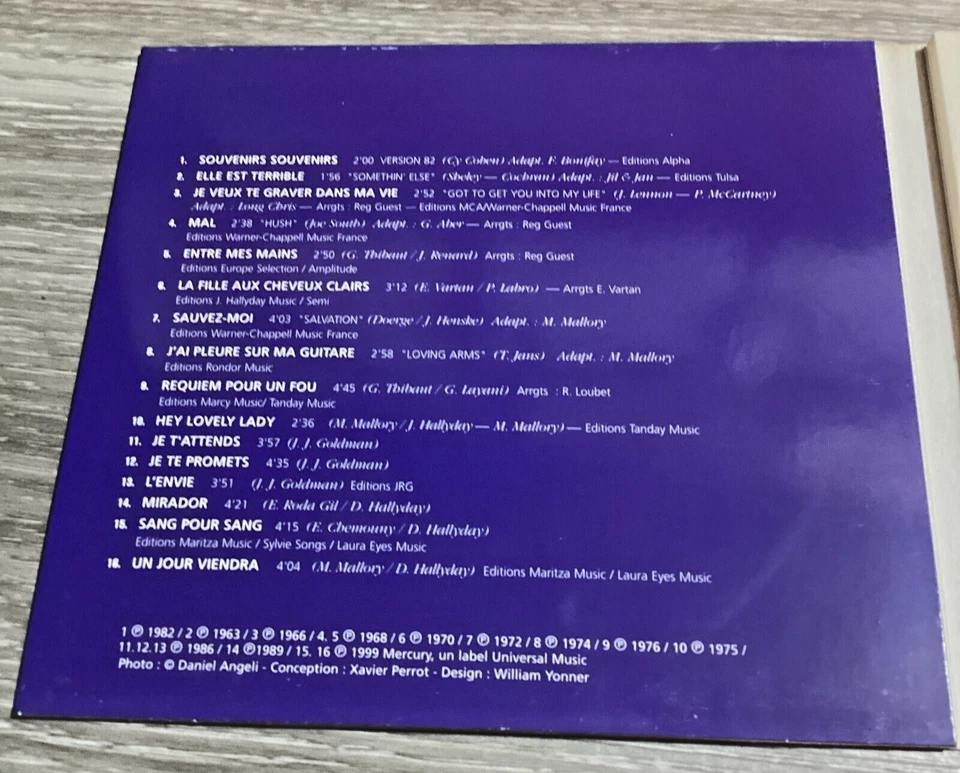 1. SOUVENIRS SOUVENIRS 2'00 VERSION 82 (Cy Coben) Adapt. F. Bonifay — Editions Alpha
2. ELLE EST TERRIBLE 1'56 "SOMETHIN' ELSE" (Sheley — Cochran) Adapt. : Jil & Jan — Editions Tulsa
3. JE VEUX TE GRAVER DANS MA VIE 2'52 "GOT TO GET YOU INTO MY LIFE" (J. Lennon — P. McCartney)
Adapt. : Long Chris — Arrgts : Reg Guest — Editions MCA/Warner-Chappell Music France
4. MAL 2'38 "HUSH" (Joe South) Adapt. : G. Aber — Arrgts : Reg Guest
Editions Warner-Chappell Music France
5. ENTRE MES MAINS 2'50 (G. Thibaut / J. Renard) Arrgts : Reg Guest
Editions Europe Selection / Amplitude
6. LA FILLE AUX CHEVEUX CLAIRS 3'12 (E. Vartan / P. Labro) — Arrgts E. Vartan
Editions J. Hallyday Music / Semi
7. SAUVEZ-MOI 4'03 "SALVATION" (Doerge / J. Henske) Adapt. : M. Mallory
Editions Warner-Chappell Music France
8. J'AI PLEURE SUR MA GUITARE 2'58 "LOVING ARMS" (T. Jans) Adapt. : M. Mallory
Editions Rondor Music
9. REQUIEM POUR UN FOU 4'45 (G. Thibaut / G. Layani) Arrgts : R. Loubet
Editions Marcy Music/ Tanday Music
10. HEY LOVELY LADY 2'36 (M. Mallory / J. Hallyday — M. Mallory) — Editions Tanday Music
11. JE T'ATTENDS 3'57 (J. J. Goldman)
12. JE TE PROMETS 4'35 (J. J. Goldman)
13. L'ENVIE 3'51 (J. J. Goldman) Editions JRG
14. MIRADOR 4'21 (E. Roda Gil / D. Hallyday)
15. SANG POUR SANG 4'15 (E. Chemouny / D. Hallyday)
Editions Maritza Music / Sylvie Songs / Laura Eyes Music
16. UN JOUR VIENDRA 4'04 (M. Mallory / D. Hallyday) Editions Maritza Music / Laura Eyes Music
1 ℗ 1982 / 2 ℗ 1963 / 3 ℗ 1966 / 4. 5 ℗ 1968 / 6 ℗ 1970 / 7 ℗ 1972 / 8 ℗ 1974 / 9 ℗ 1976 / 10 ℗ 1975 /
11.12.13 ℗ 1986 / 14 ℗1989 / 15. 16 ℗ 1999 Mercury, un label Universal Music
Photo : © Daniel Angeli - Conception : Xavier Perrot - Design : William Yonner